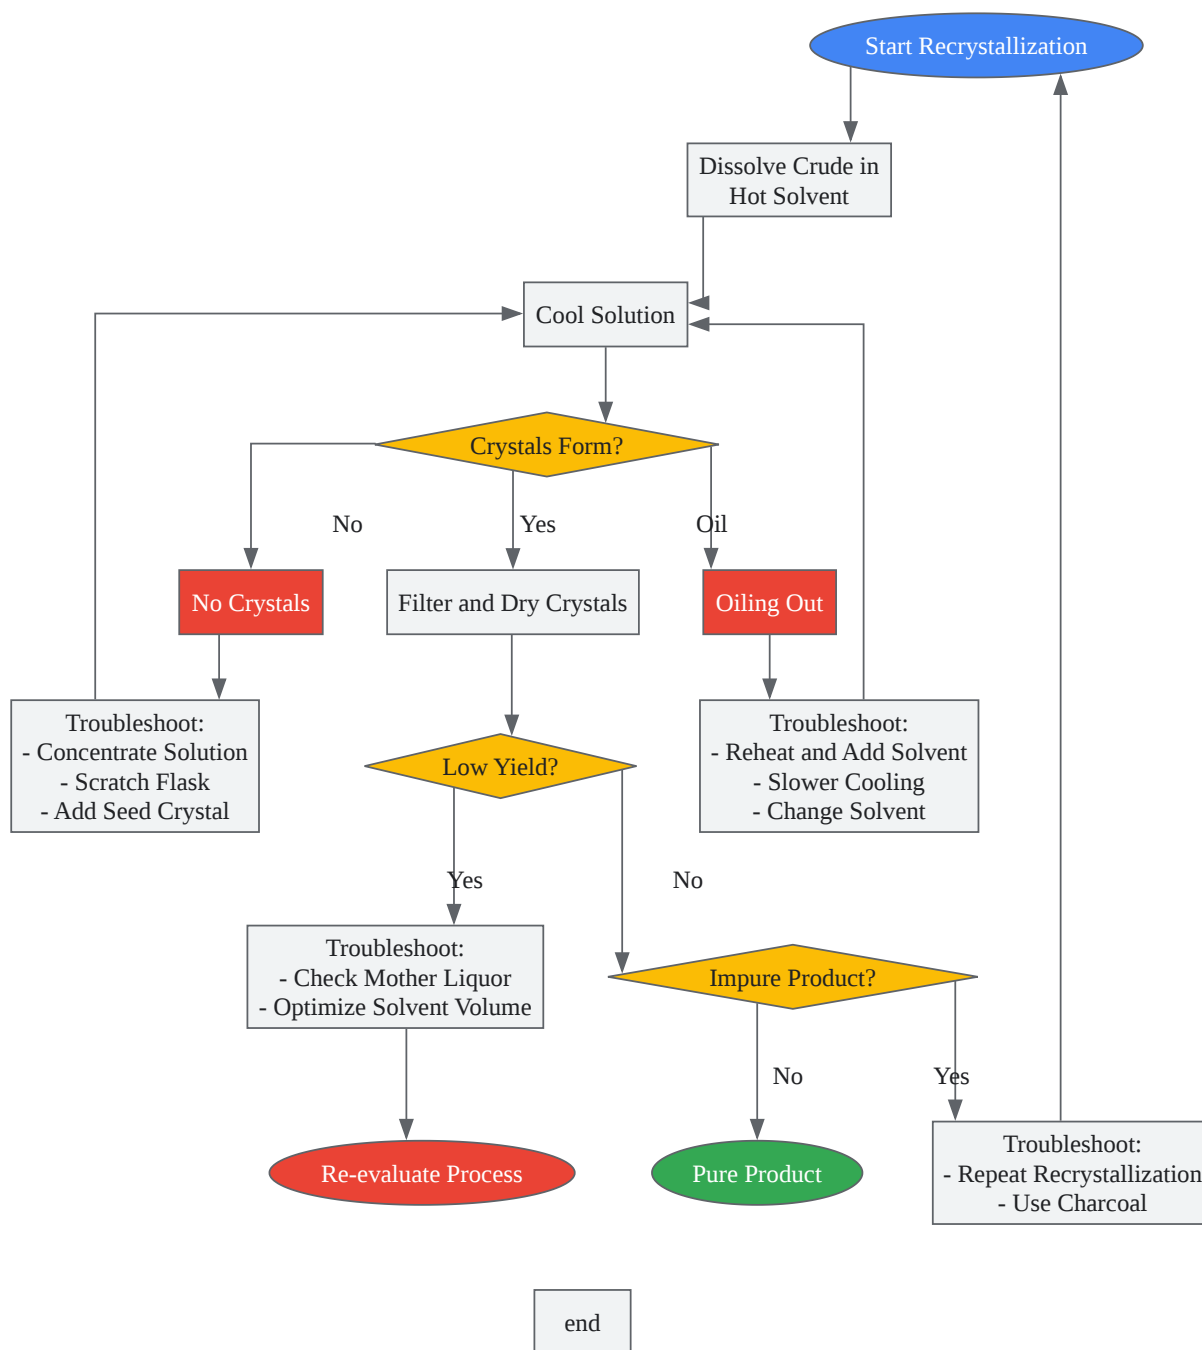 Start Recrystallization
Dissolve Crude in
Hot Solvent
Cool Solution
Crystals Form?
No
Yes
Oil
No Crystals
Filter and Dry Crystals
Oiling Out
Troubleshoot:
- Concentrate Solution
- Scratch Flask
- Add Seed Crystal
Low Yield?
Troubleshoot:
- Reheat and Add Solvent
- Slower Cooling
- Change Solvent
Yes
No
Troubleshoot:
- Check Mother Liquor
- Optimize Solvent Volume
Impure Product?
No
Yes
Re-evaluate Process
Pure Product
Troubleshoot:
- Repeat Recrystallization
- Use Charcoal
end